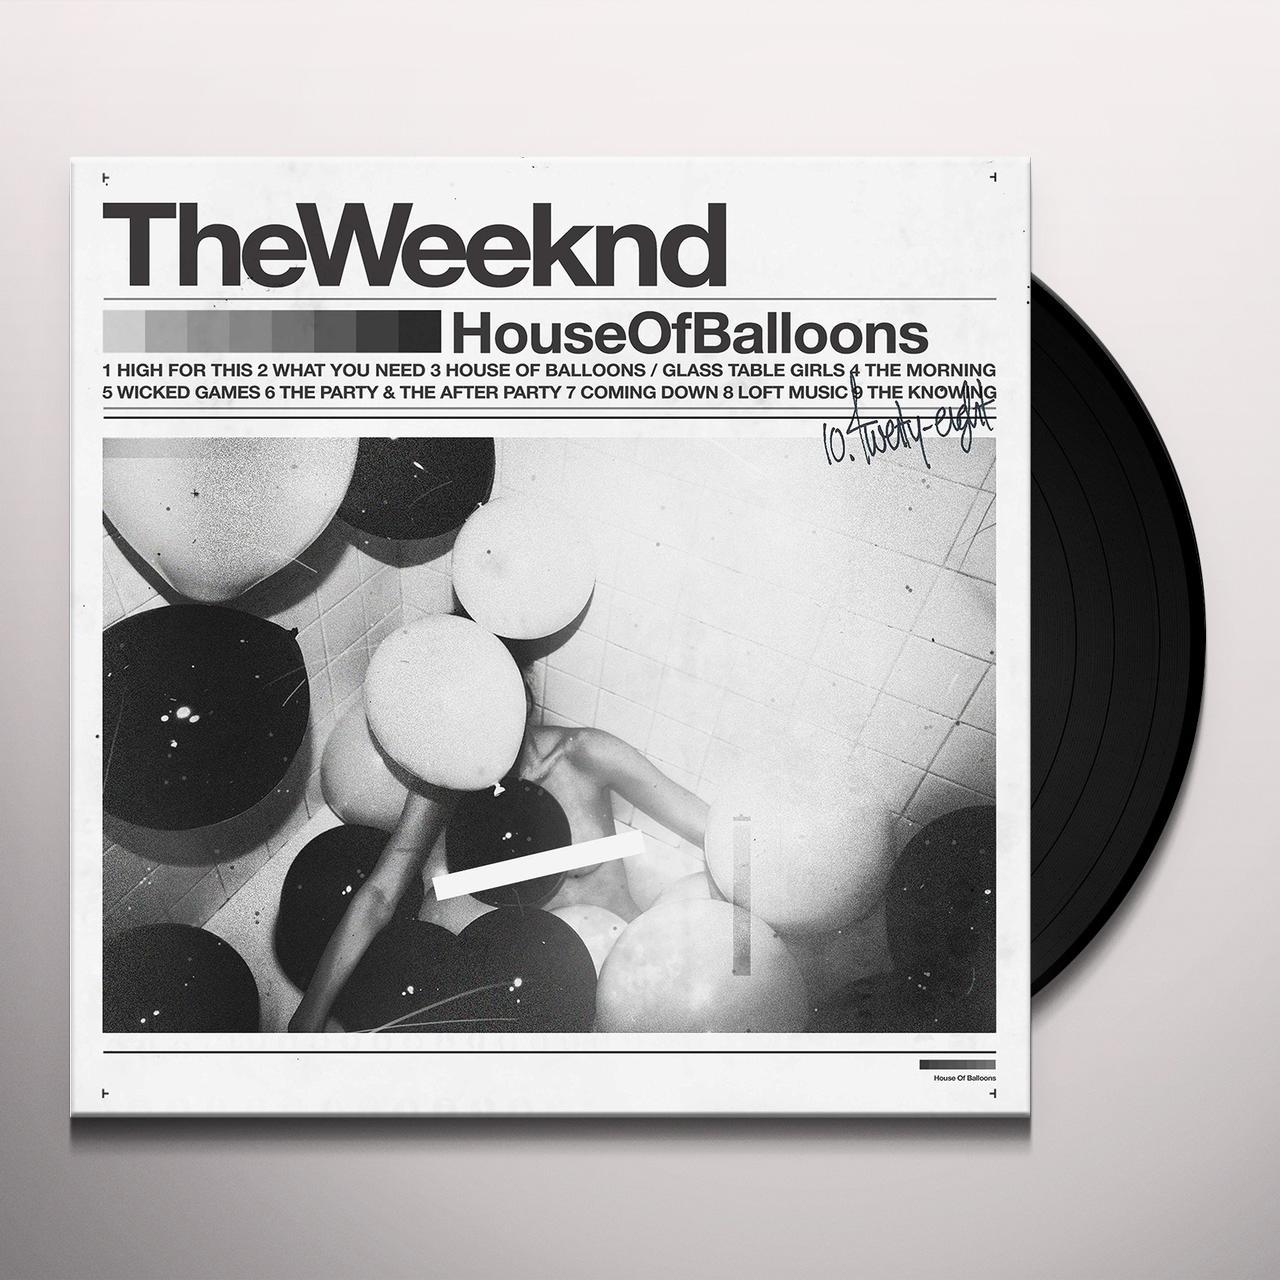 TheWeeknd
HouseOfBalloons
1 HIGH FOR THIS 2 WHAT YOU NEED 3 HOUSE OF BALLOONS / GLASS TABLE GIRLS 4 THE MORNING
5 WICKED GAMES 6 THE PARTY & THE AFTER PARTY 7 COMING DOWN 8 LOFT MUSIC 9 THE KNOWING
10. twenty-eight
House Of Balloons